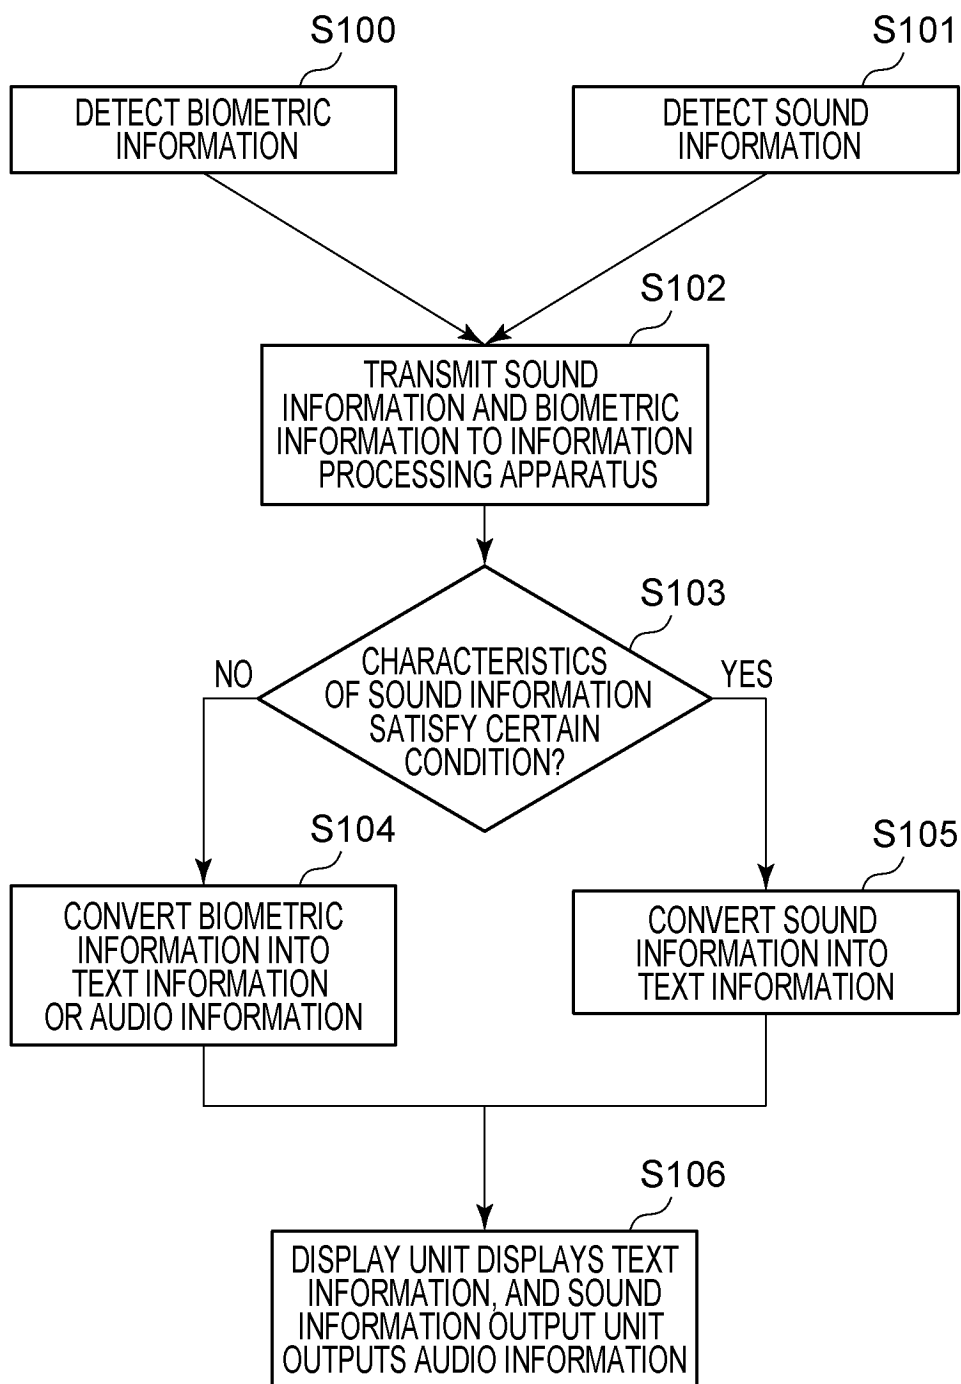 S100
S101
DETECT BIOMETRIC
INFORMATION
DETECT SOUND
INFORMATION
S102
TRANSMIT SOUND
INFORMATION AND BIOMETRIC
INFORMATION TO INFORMATION
PROCESSING APPARATUS
S103
NO
YES
CHARACTERISTICS
OF SOUND INFORMATION
SATISFY CERTAIN
CONDITION?
S104
S105
CONVERT BIOMETRIC
INFORMATION INTO
TEXT INFORMATION
OR AUDIO INFORMATION
CONVERT SOUND
INFORMATION INTO
TEXT INFORMATION
S106
DISPLAY UNIT DISPLAYS TEXT
INFORMATION, AND SOUND
INFORMATION OUTPUT UNIT
OUTPUTS AUDIO INFORMATION